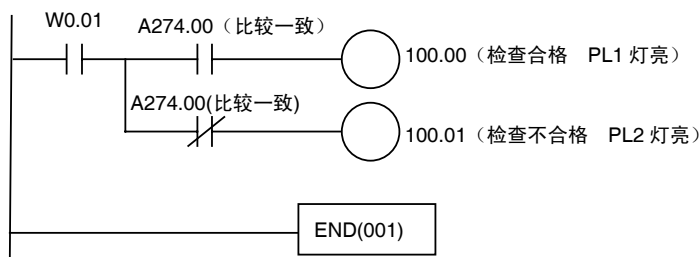 W0.01
A274.00（比较一致）
100.00（检查合格 PL1 灯亮）
A274.00(比较一致)
100.01（检查不合格 PL2 灯亮）
END(001)